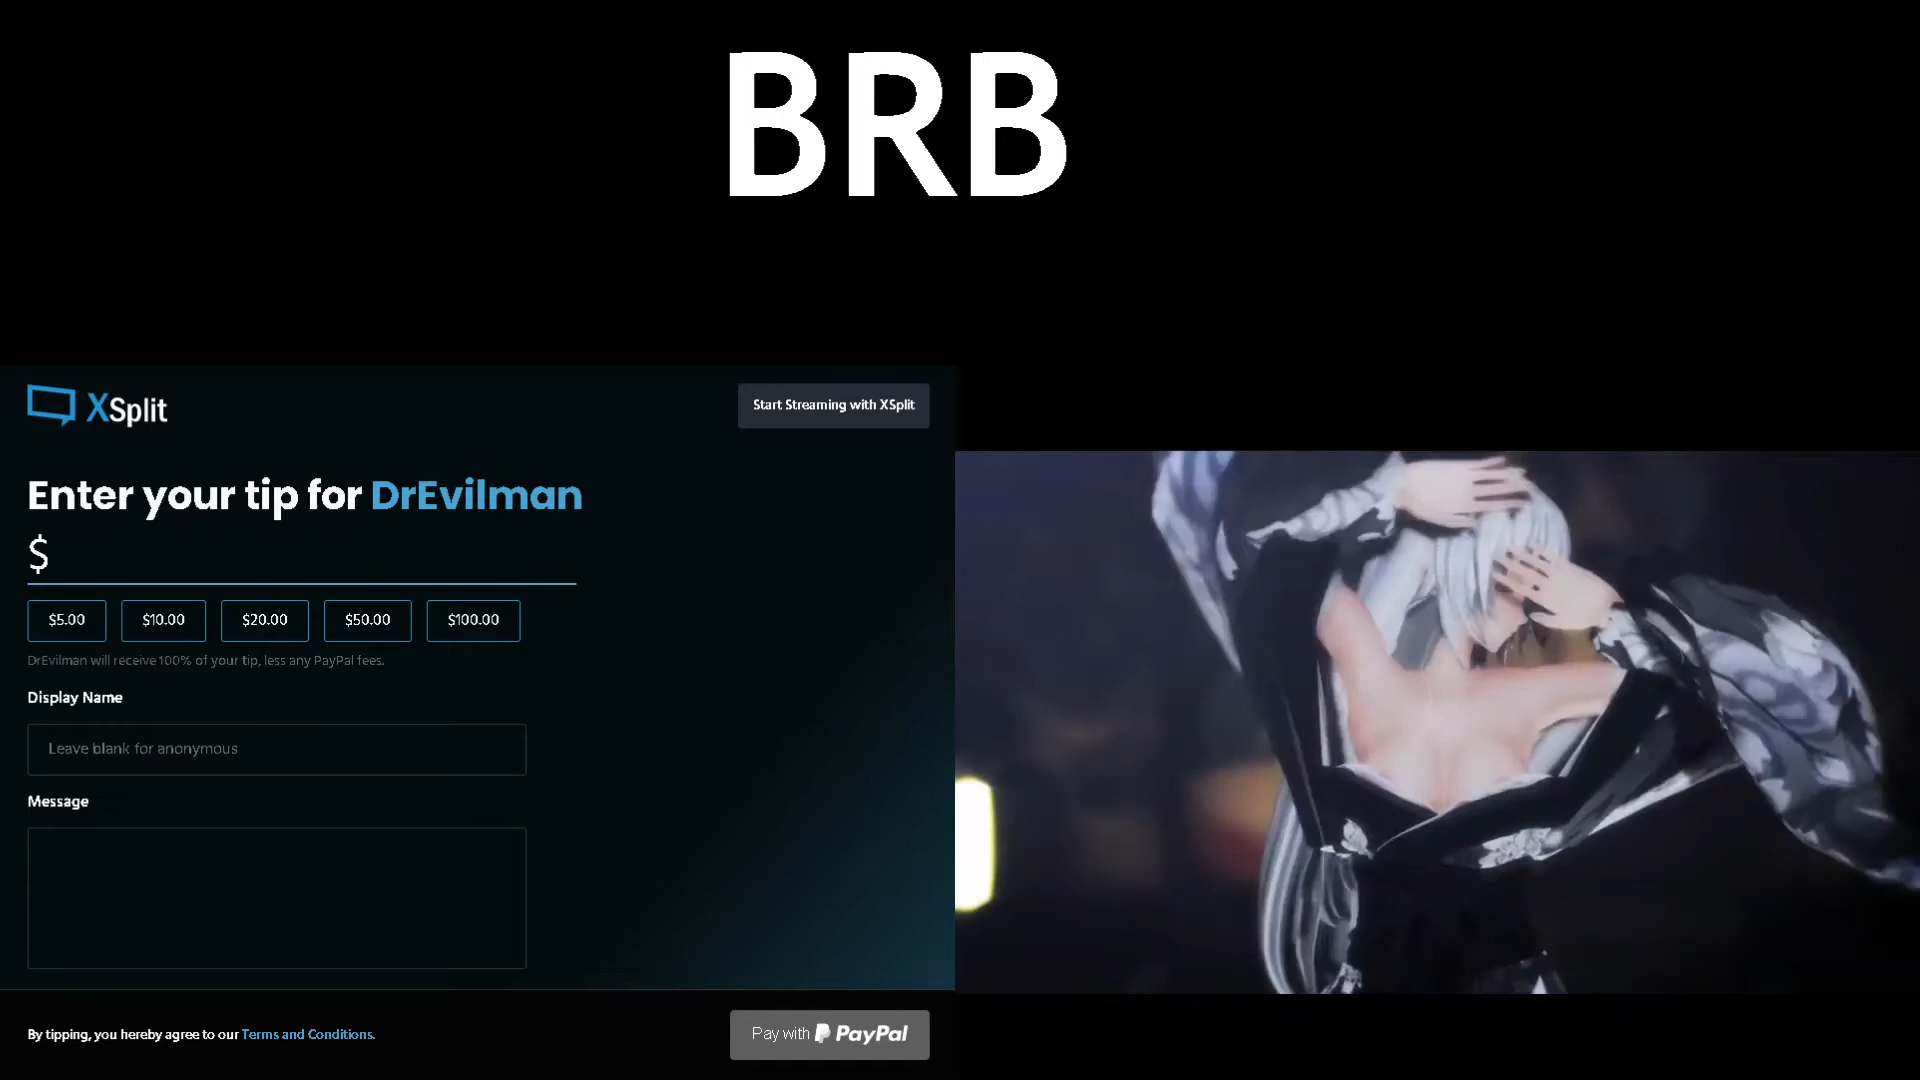 BRB
XSplit
Start Streaming with XSplit
Enter your tip for DrEvilman
$
$5.00 $10.00 $20.00 $50.00 $100.00
DrEvilman will receive 100% of your tip, less any PayPal fees.
Display Name
Leave blank for anonymous
Message
By tipping, you hereby agree to our Terms and Conditions.
Pay with PayPal